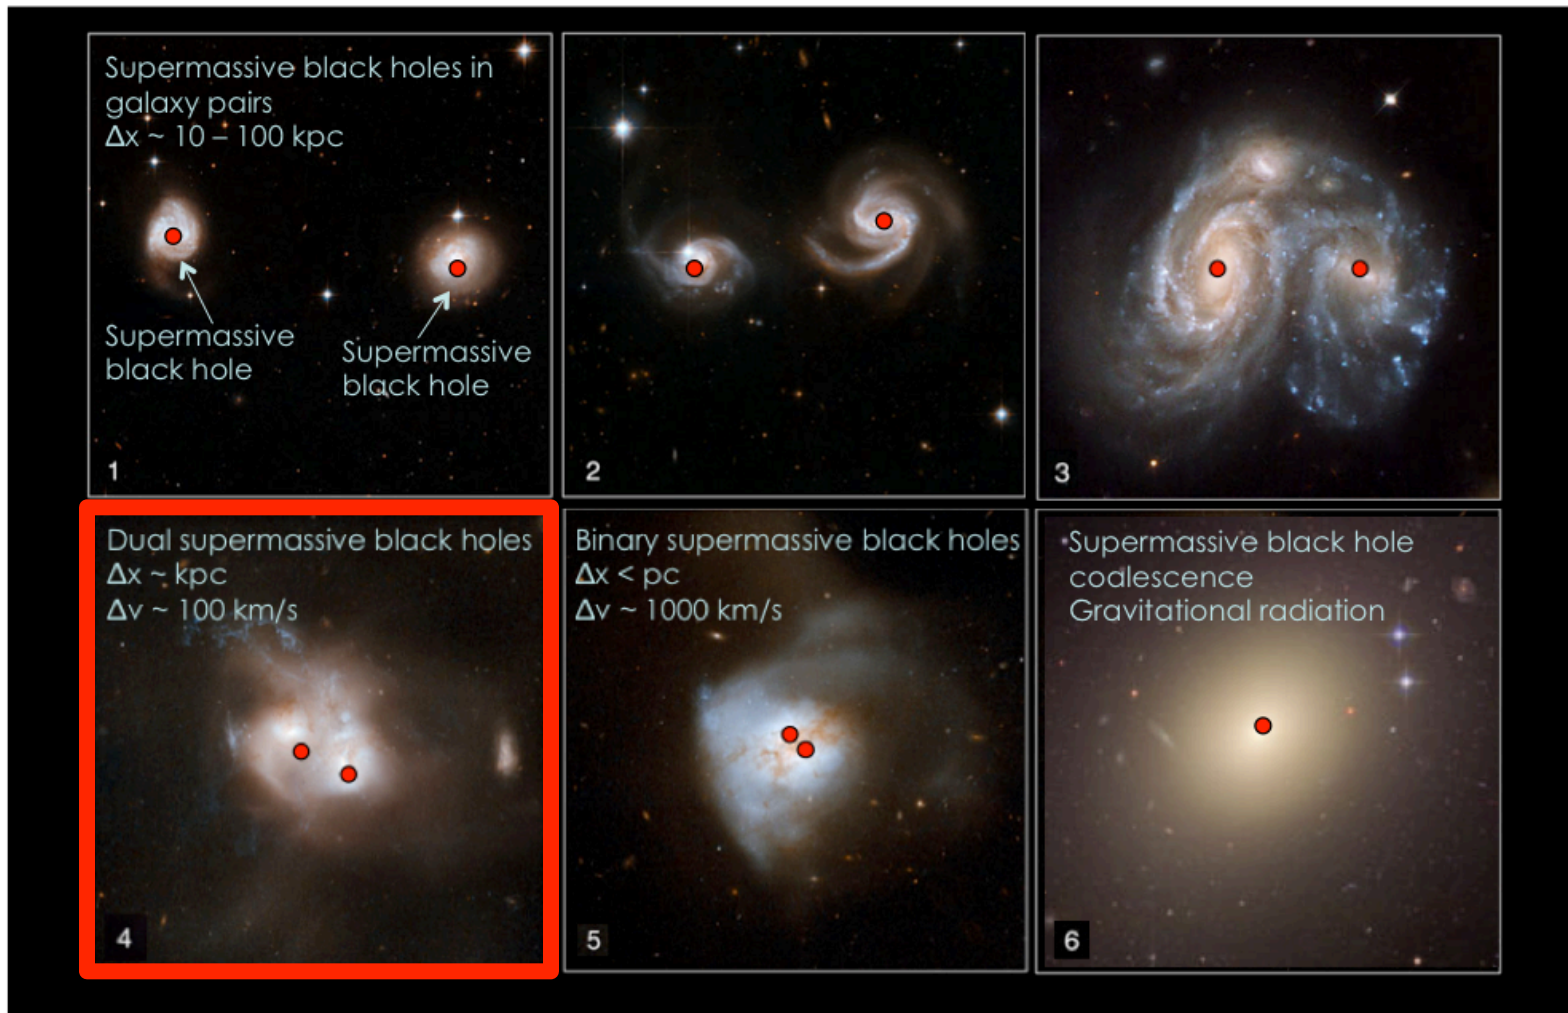 Supermassive black holes in
galaxy pairs
Δx ~ 10 – 100 kpc
Supermassive
black hole
Supermassive
black hole
1
2
3
Dual supermassive black holes
Δx ~ kpc
Δv ~ 100 km/s
4
Binary supermassive black holes
Δx < pc
Δv ~ 1000 km/s
5
Supermassive black hole
coalescence
Gravitational radiation
6